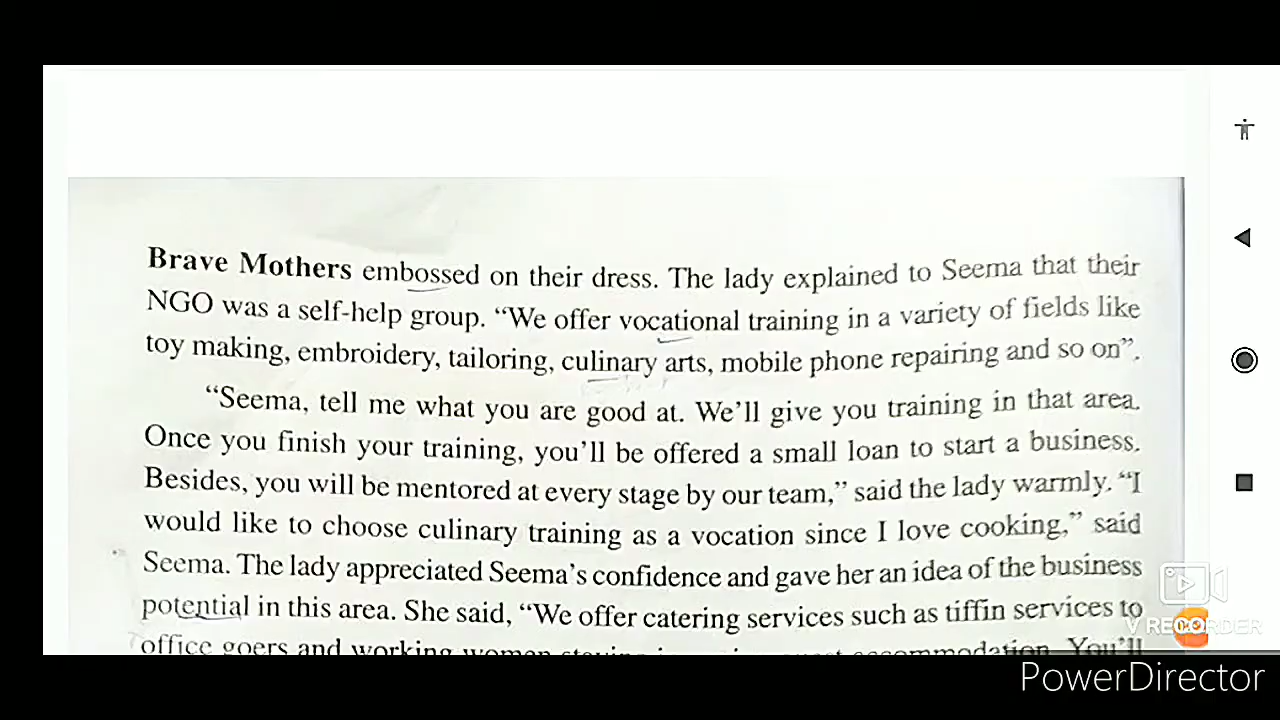 Brave Mothers embossed on their dress. The lady explained to Seema that their
NGO was a self-help group. “We offer vocational training in a variety of fields like
toy making, embroidery, tailoring, culinary arts, mobile phone repairing and so on”.
“Seema, tell me what you are good at. We’ll give you training in that area.
Once you finish your training, you’ll be offered a small loan to start a business.
Besides, you will be mentored at every stage by our team,” said the lady warmly. “I
would like to choose culinary training as a vocation since I love cooking,” said
Seema. The lady appreciated Seema’s confidence and gave her an idea of the business
potential in this area. She said, “We offer catering services such as tiffin services to
office goers and working women staying in accommodation. You’ll
V RECORDER
PowerDirector